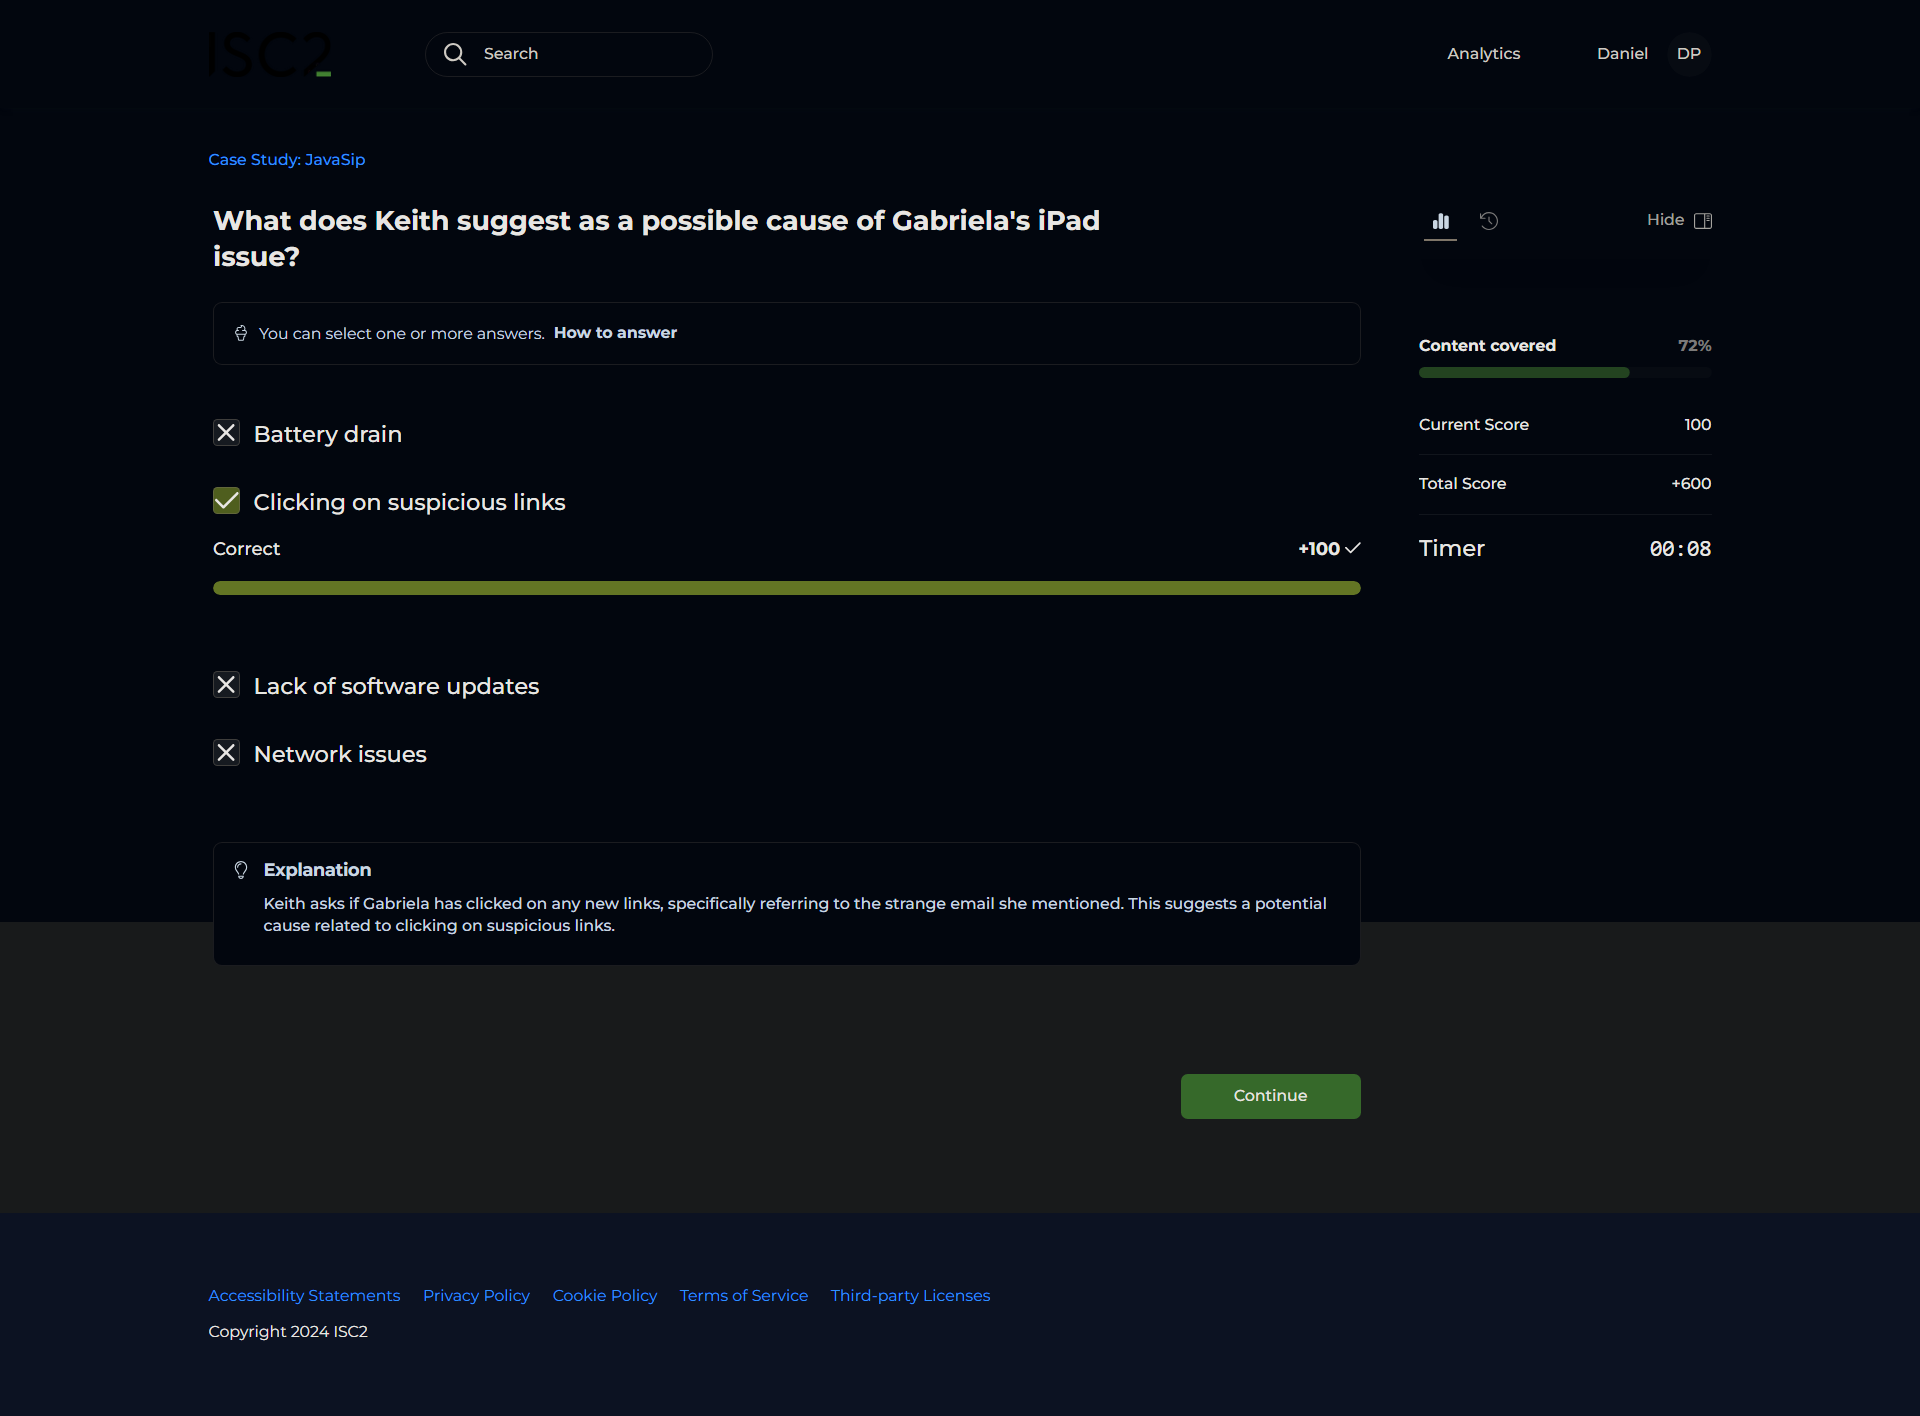 ISC2
Search
Analytics
Daniel
DP
Case Study: JavaSip
What does Keith suggest as a possible cause of Gabriela's iPad
issue?
Hide
You can select one or more answers. How to answer
Content covered
72%
Current Score
100
Total Score
+600
Timer
00:08
Battery drain
Clicking on suspicious links
Correct
+100
Lack of software updates
Network issues
Explanation
Keith asks if Gabriela has clicked on any new links, specifically referring to the strange email she mentioned. This suggests a potential
cause related to clicking on suspicious links.
Continue
Accessibility Statements
Privacy Policy
Cookie Policy
Terms of Service
Third-party Licenses
Copyright 2024 ISC2